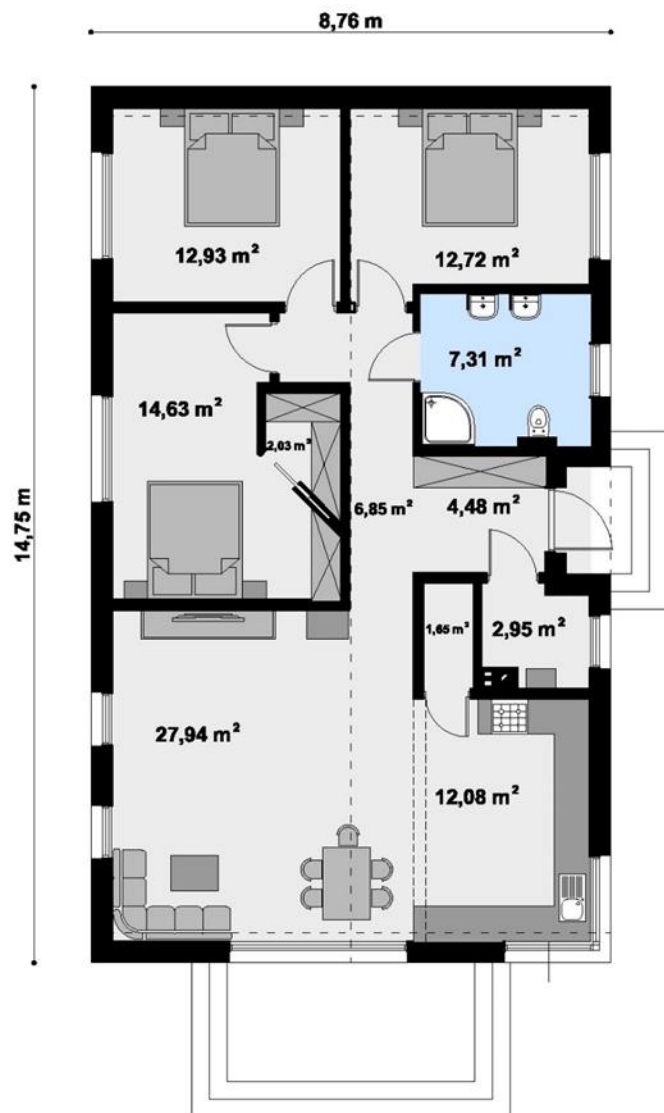 8,76 m
14,75 m
12,93 m²
12,72 m²
7,31 m²
14,63 m²
2,03 m²
6,85 m²
4,48 m²
1,65 m²
2,95 m²
27,94 m²
12,08 m²